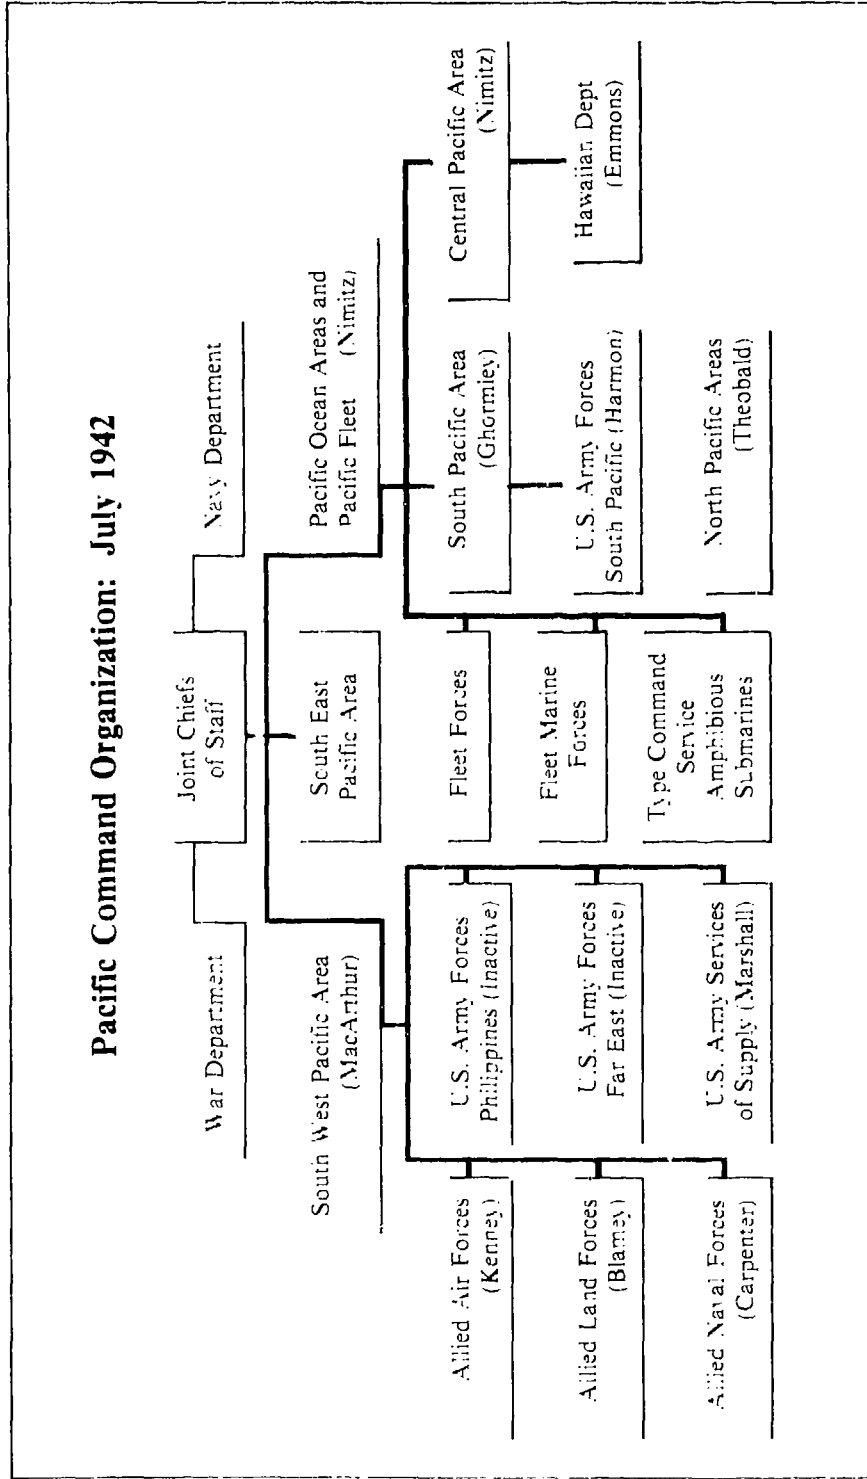 Pacific Command Organization: July 1942
War Department
Joint Chiefs
of Staff
Navy Department
South West Pacific Area
(MacArthur)
South East
Pacific Area
Pacific Ocean Areas and
Pacific Fleet (Nimitz)
Allied Air Forces
(Kenney)
U.S. Army Forces
Philippines (Inactive)
Fleet Forces
South Pacific Area
(Ghormley)
Central Pacific Area
(Nimitz)
Allied Land Forces
(Blamey)
U.S. Army Forces
Far East (Inactive)
Fleet Marine
Forces
U.S. Army Forces
South Pacific (Harmon)
Hawaiian Dept
(Emmons)
Allied Naval Forces
(Carpenter)
U.S. Army Services
of Supply (Marshall)
Type Command
Service
Amphibious
Submarines
North Pacific Areas
(Theobald)